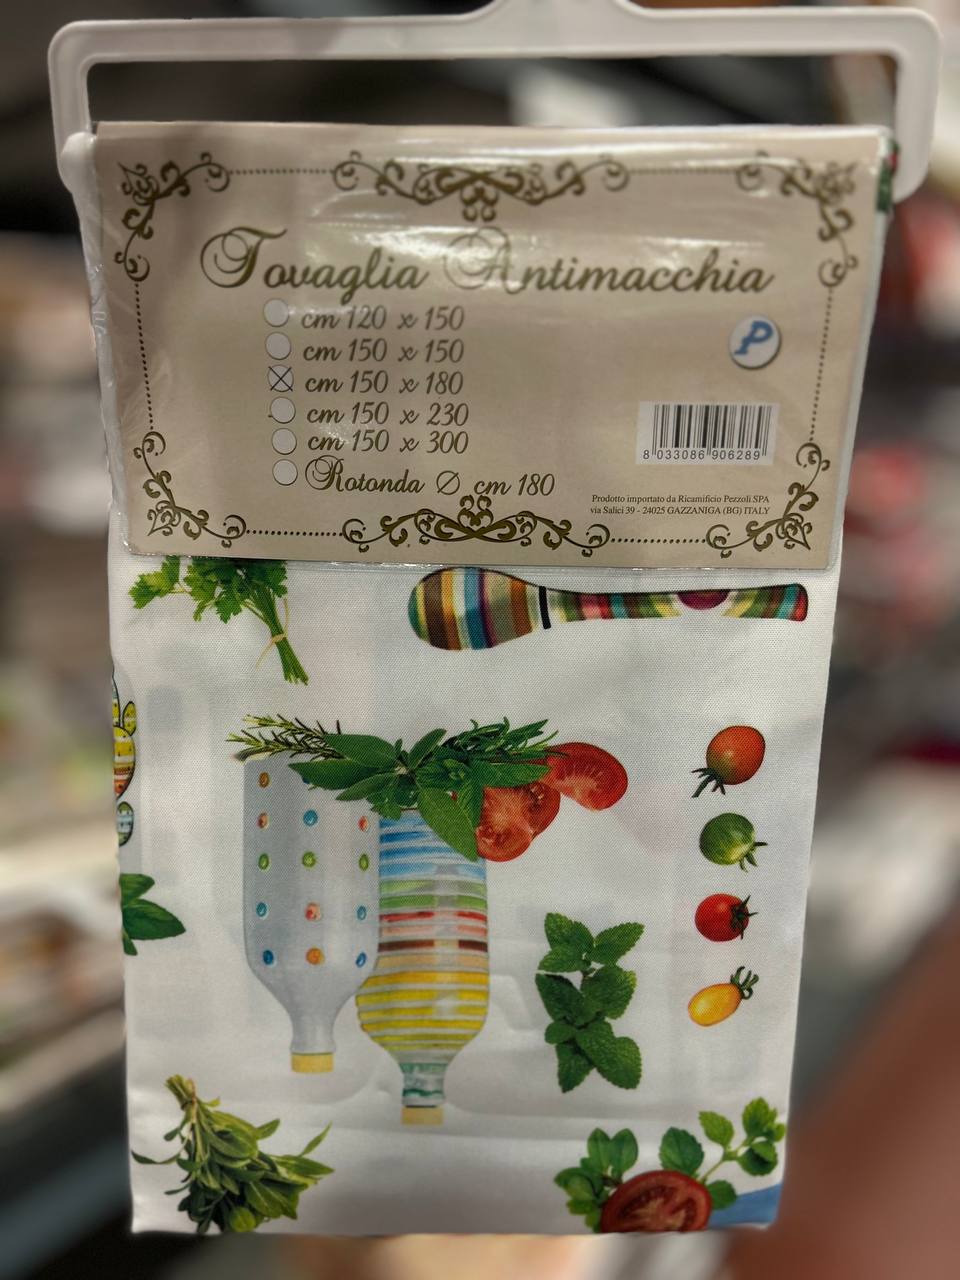 Tovaglia Antimacchia
cm 120 x 150
cm 150 x 150
cm 150 x 180
cm 150 x 230
cm 150 x 300
Rotonda Ø cm 180
P
8 033086 906289
Prodotto importato da Ricamificio Pezzoli SPA
via Salici 39 - 24025 GAZZANIGA (BG) ITALY